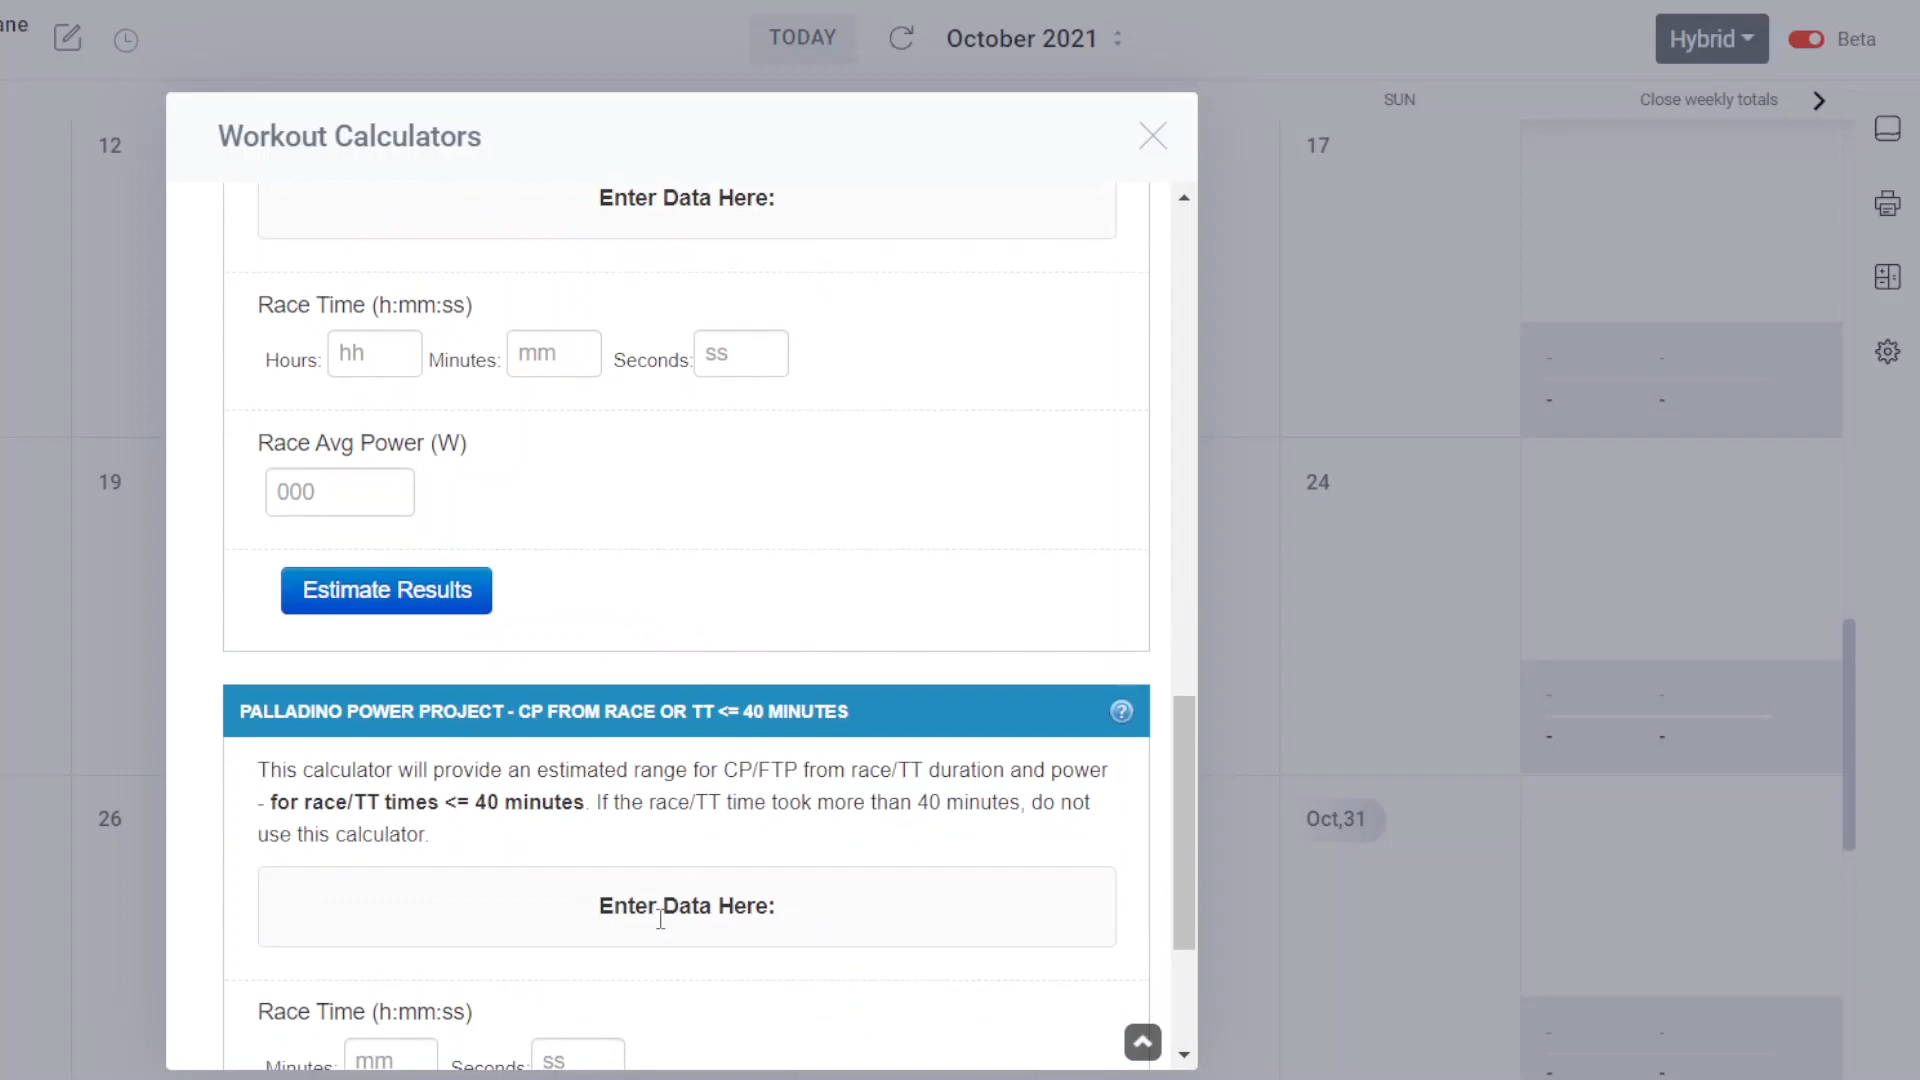 ane
TODAY
October 2021
Hybrid
Beta
SUN
Close weekly totals
Workout Calculators
12
17
Enter Data Here:
Race Time (h:mm:ss)
Hours: hh Minutes: mm Seconds: ss
- -
- -
Race Avg Power (W)
000
19
24
Estimate Results
- -
- -
PALLADINO POWER PROJECT - CP FROM RACE OR TT <= 40 MINUTES
?
This calculator will provide an estimated range for CP/FTP from race/TT duration and power
- for race/TT times <= 40 minutes. If the race/TT time took more than 40 minutes, do not
use this calculator.
26
Oct,31
Enter Data Here:
Race Time (h:mm:ss)
Minutes: mm Seconds: ss
- -
- -